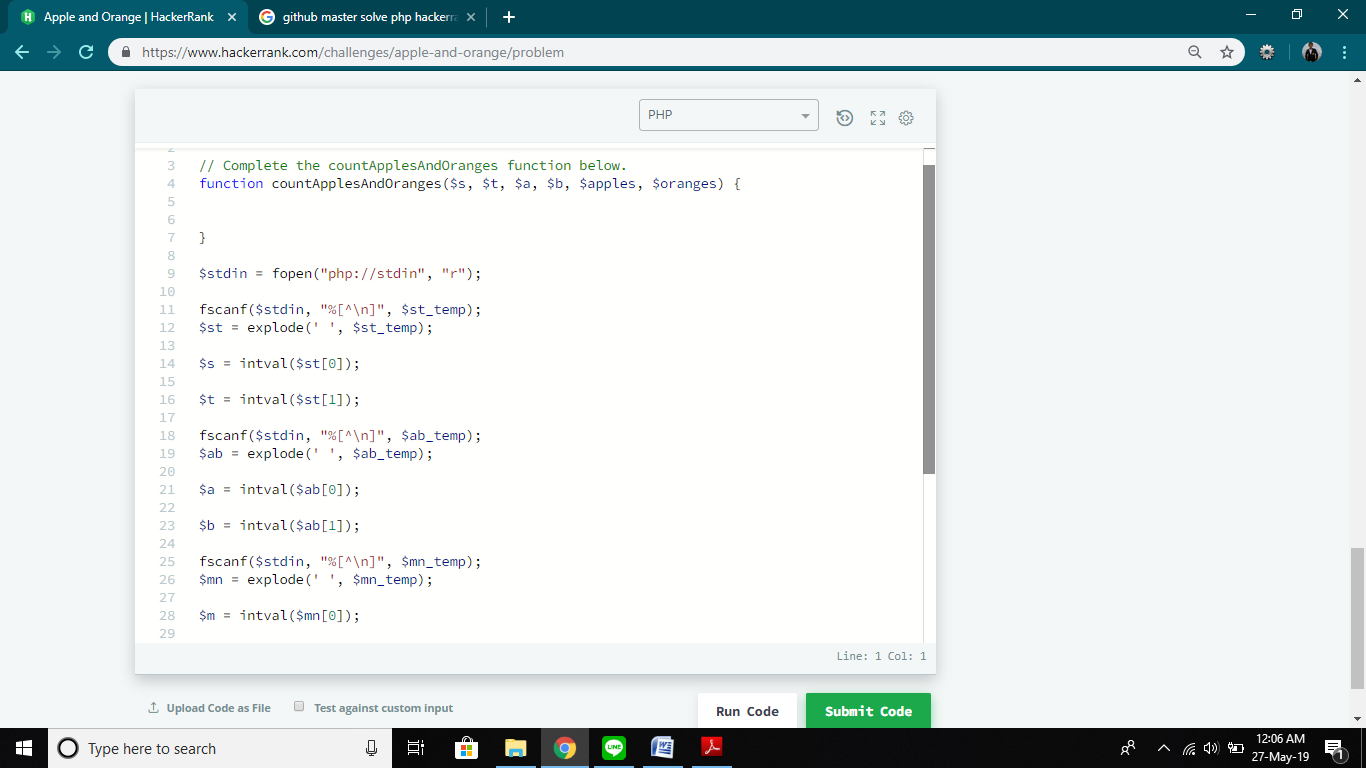 Apple and Orange | HackerRank
github master solve php hackerra
https://www.hackerrank.com/challenges/apple-and-orange/problem
PHP
2
3 // Complete the countApplesAndOranges function below.
4 function countApplesAndOranges($s, $t, $a, $b, $apples, $oranges) {
5
6
7 }
8
9 $stdin = fopen("php://stdin", "r");
10
11 fscanf($stdin, "%[^\n]", $st_temp);
12 $st = explode(' ', $st_temp);
13
14 $s = intval($st[0]);
15
16 $t = intval($st[1]);
17
18 fscanf($stdin, "%[^\n]", $ab_temp);
19 $ab = explode(' ', $ab_temp);
20
21 $a = intval($ab[0]);
22
23 $b = intval($ab[1]);
24
25 fscanf($stdin, "%[^\n]", $mn_temp);
26 $mn = explode(' ', $mn_temp);
27
28 $m = intval($mn[0]);
29
Line: 1 Col: 1
Upload Code as File
Test against custom input
Run Code
Submit Code
Type here to search
LINE
12:06 AM
27-May-19
1